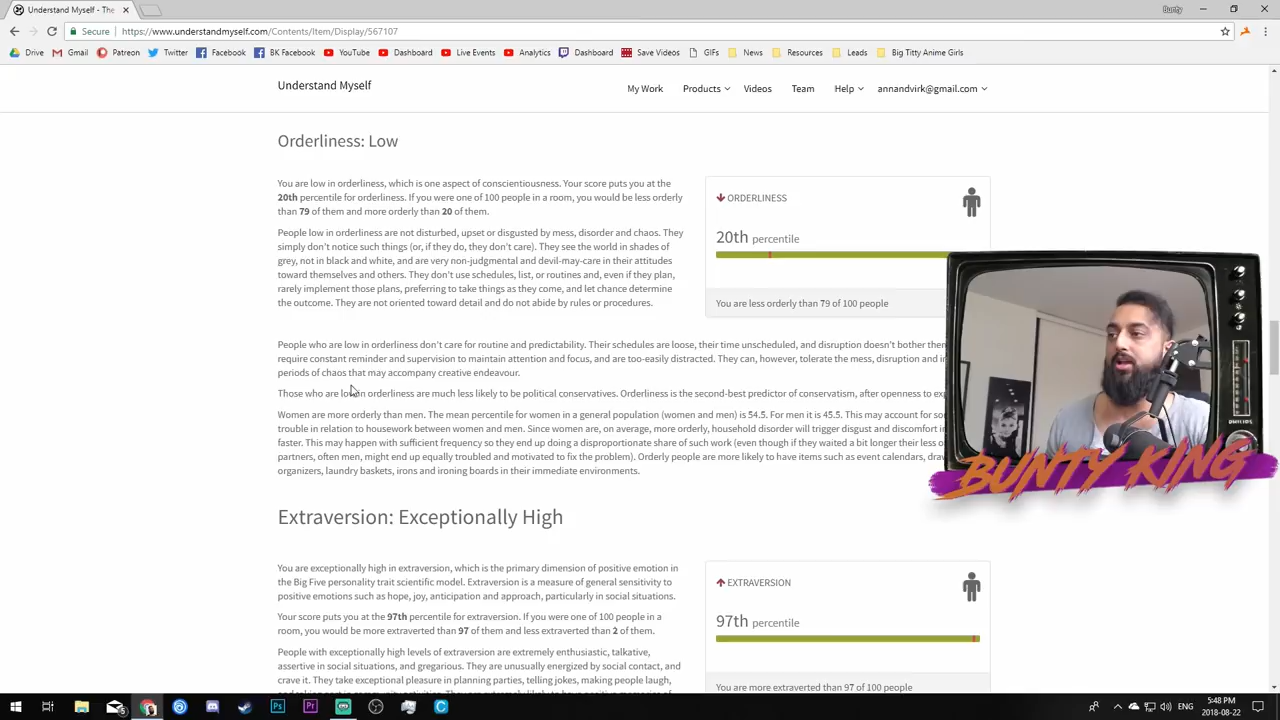 Understand Myself - The
Bunty
Secure
https://www.understandmyself.com/Contents/Item/Display/567107
Drive
Gmail
Patreon
Twitter
Facebook
BK Facebook
YouTube
Dashboard
Live Events
Analytics
Dashboard
Save Videos
GIFs
News
Resources
Leads
Big Titty Anime Girls
Understand Myself
My Work
Products
Videos
Team
Help
annandvirk@gmail.com
Orderliness: Low
You are low in orderliness, which is one aspect of conscientiousness. Your score puts you at the
20th percentile for orderliness. If you were one of 100 people in a room, you would be less orderly
than 79 of them and more orderly than 20 of them.
People low in orderliness are not disturbed, upset or disgusted by mess, disorder and chaos. They
simply don't notice such things (or, if they do, they don't care). They see the world in shades of
grey, not in black and white, and are very non-judgmental and devil-may-care in their attitudes
toward themselves and others. They don't use schedules, list, or routines and, even if they plan,
rarely implement those plans, preferring to take things as they come, and let chance determine
the outcome. They are not oriented toward detail and do not abide by rules or procedures.
ORDERLINESS
20th percentile
You are less orderly than 79 of 100 people
People who are low in orderliness don't care for routine and predictability. Their schedules are loose, their time unscheduled, and disruption doesn't bother
require constant reminder and supervision to maintain attention and focus, and are too-easily distracted. They can, however, tolerate the mess, disruption and
periods of chaos that may accompany creative endeavour.
Those who are low in orderliness are much less likely to be political conservatives. Orderliness is the second-best predictor of conservatism, after openness to
Women are more orderly than men. The mean percentile for women in a general population (women and men) is 54.5. For men it is 45.5. This may account for
trouble in relation to housework between women and men. Since women are, on average, more orderly, household disorder will trigger disgust and discomfort
faster. This may happen with sufficient frequency so they end up doing a disproportionate share of such work (even though if they waited a bit longer their less
partners, often men, might end up equally troubled and motivated to fix the problem). Orderly people are more likely to have items such as event calendars,
organizers, laundry baskets, irons and ironing boards in their immediate environments.
PHILIPS
BUNTY KING
Extraversion: Exceptionally High
You are exceptionally high in extraversion, which is the primary dimension of positive emotion in
the Big Five personality trait scientific model. Extraversion is a measure of general sensitivity to
positive emotions such as hope, joy, anticipation and approach, particularly in social situations.
Your score puts you at the 97th percentile for extraversion. If you were one of 100 people in a
room, you would be more extraverted than 97 of them and less extraverted than 2 of them.
People with exceptionally high levels of extraversion are extremely enthusiastic, talkative,
assertive in social situations, and gregarious. They are unusually energized by social contact, and
crave it. They take exceptional pleasure in planning parties, telling jokes, making people laugh,
EXTRAVERSION
97th percentile
You are more extraverted than 97 of 100 people
ENG
5:48 PM
2018-08-22